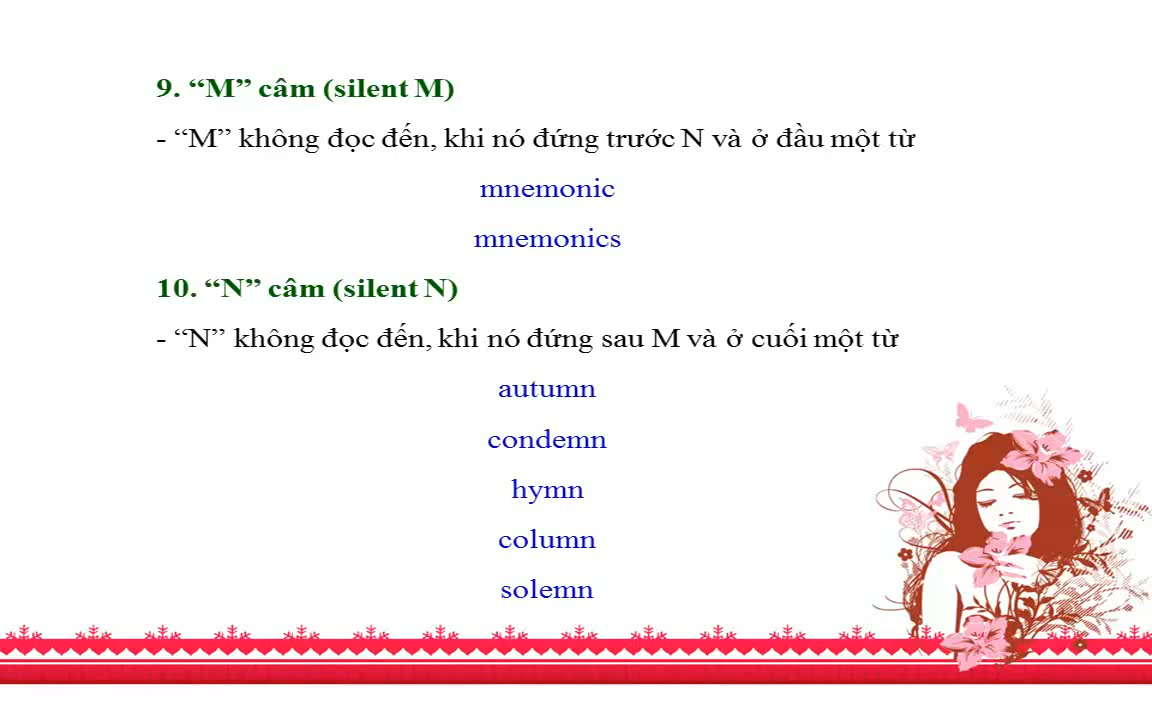 9. “M” câm (silent M)
- “M” không đọc đến, khi nó đứng trước N và ở đầu một từ
mnemonic
mnemonics
10. “N” câm (silent N)
- “N” không đọc đến, khi nó đứng sau M và ở cuối một từ
autumn
condemn
hymn
column
solemn